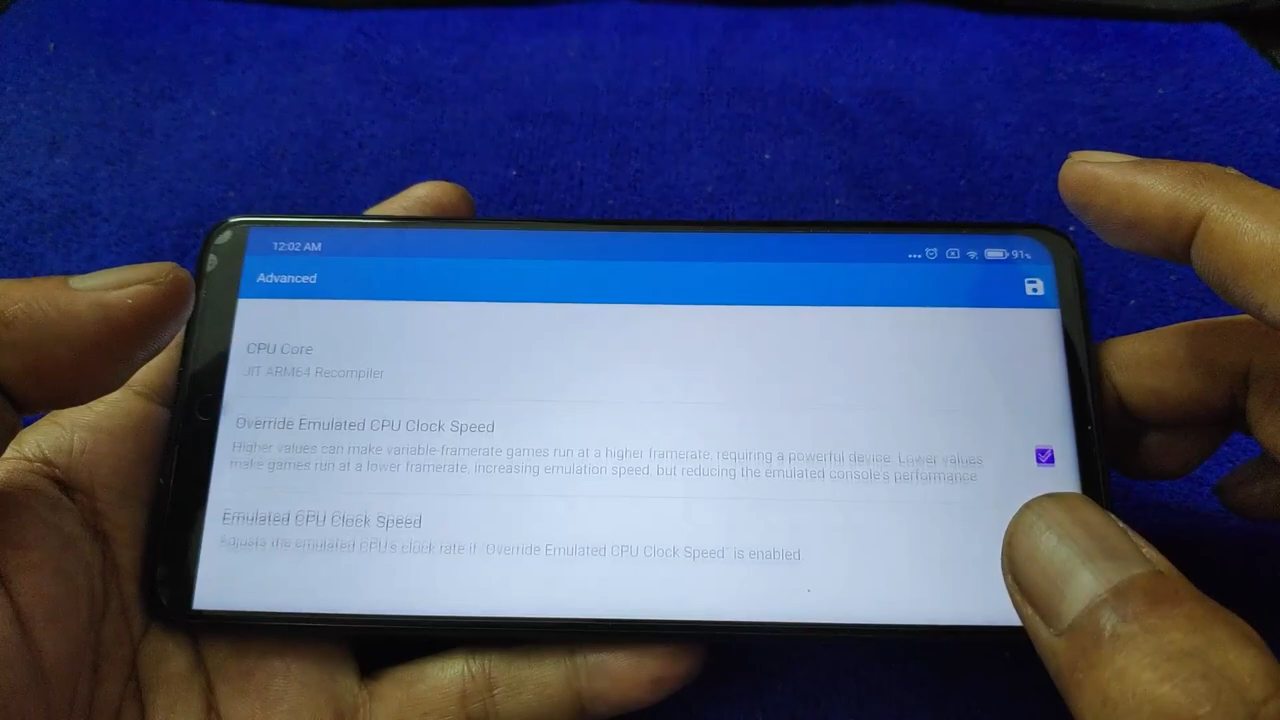 12:02 AM
91%
Advanced
CPU Core
JIT ARM64 Recompiler
Override Emulated CPU Clock Speed
Higher values can make variable-framerate games run at a higher framerate, requiring a powerful device. Lower values
make games run at a lower framerate, increasing emulation speed, but reducing the emulated console's performance
Emulated CPU Clock Speed
Adjusts the emulated CPU's clock rate if 'Override Emulated CPU Clock Speed' is enabled.